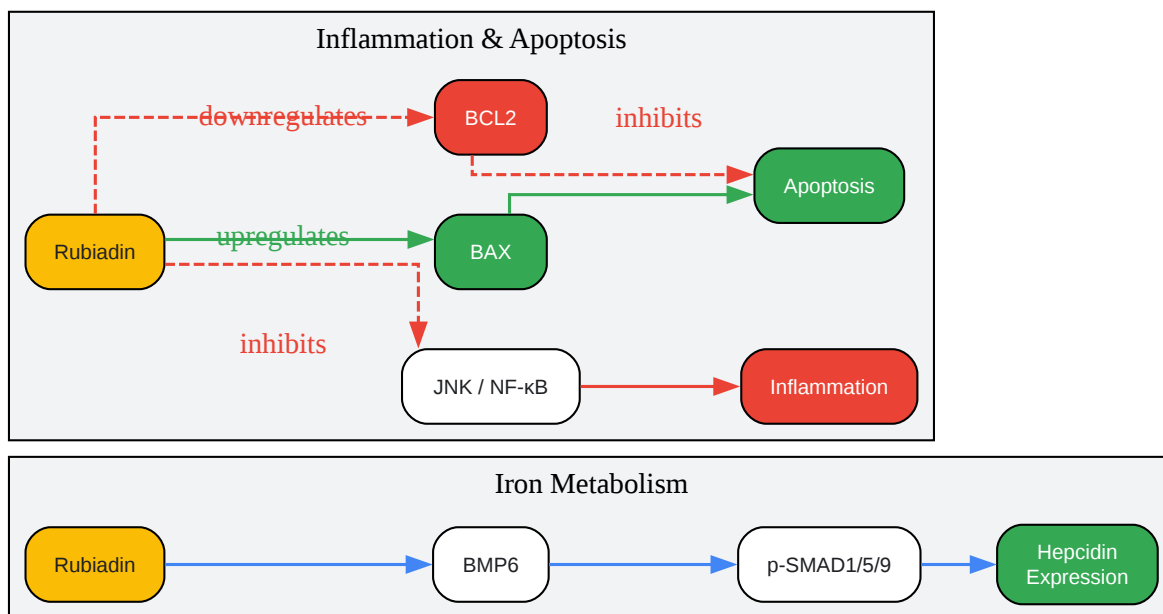 Inflammation & Apoptosis
downregulates
BCL2
inhibits
Apoptosis
Rubiadin
upregulates
BAX
inhibits
JNK / NF-κB
Inflammation
Iron Metabolism
Rubiadin
BMP6
p-SMAD1/5/9
Hepcidin
Expression